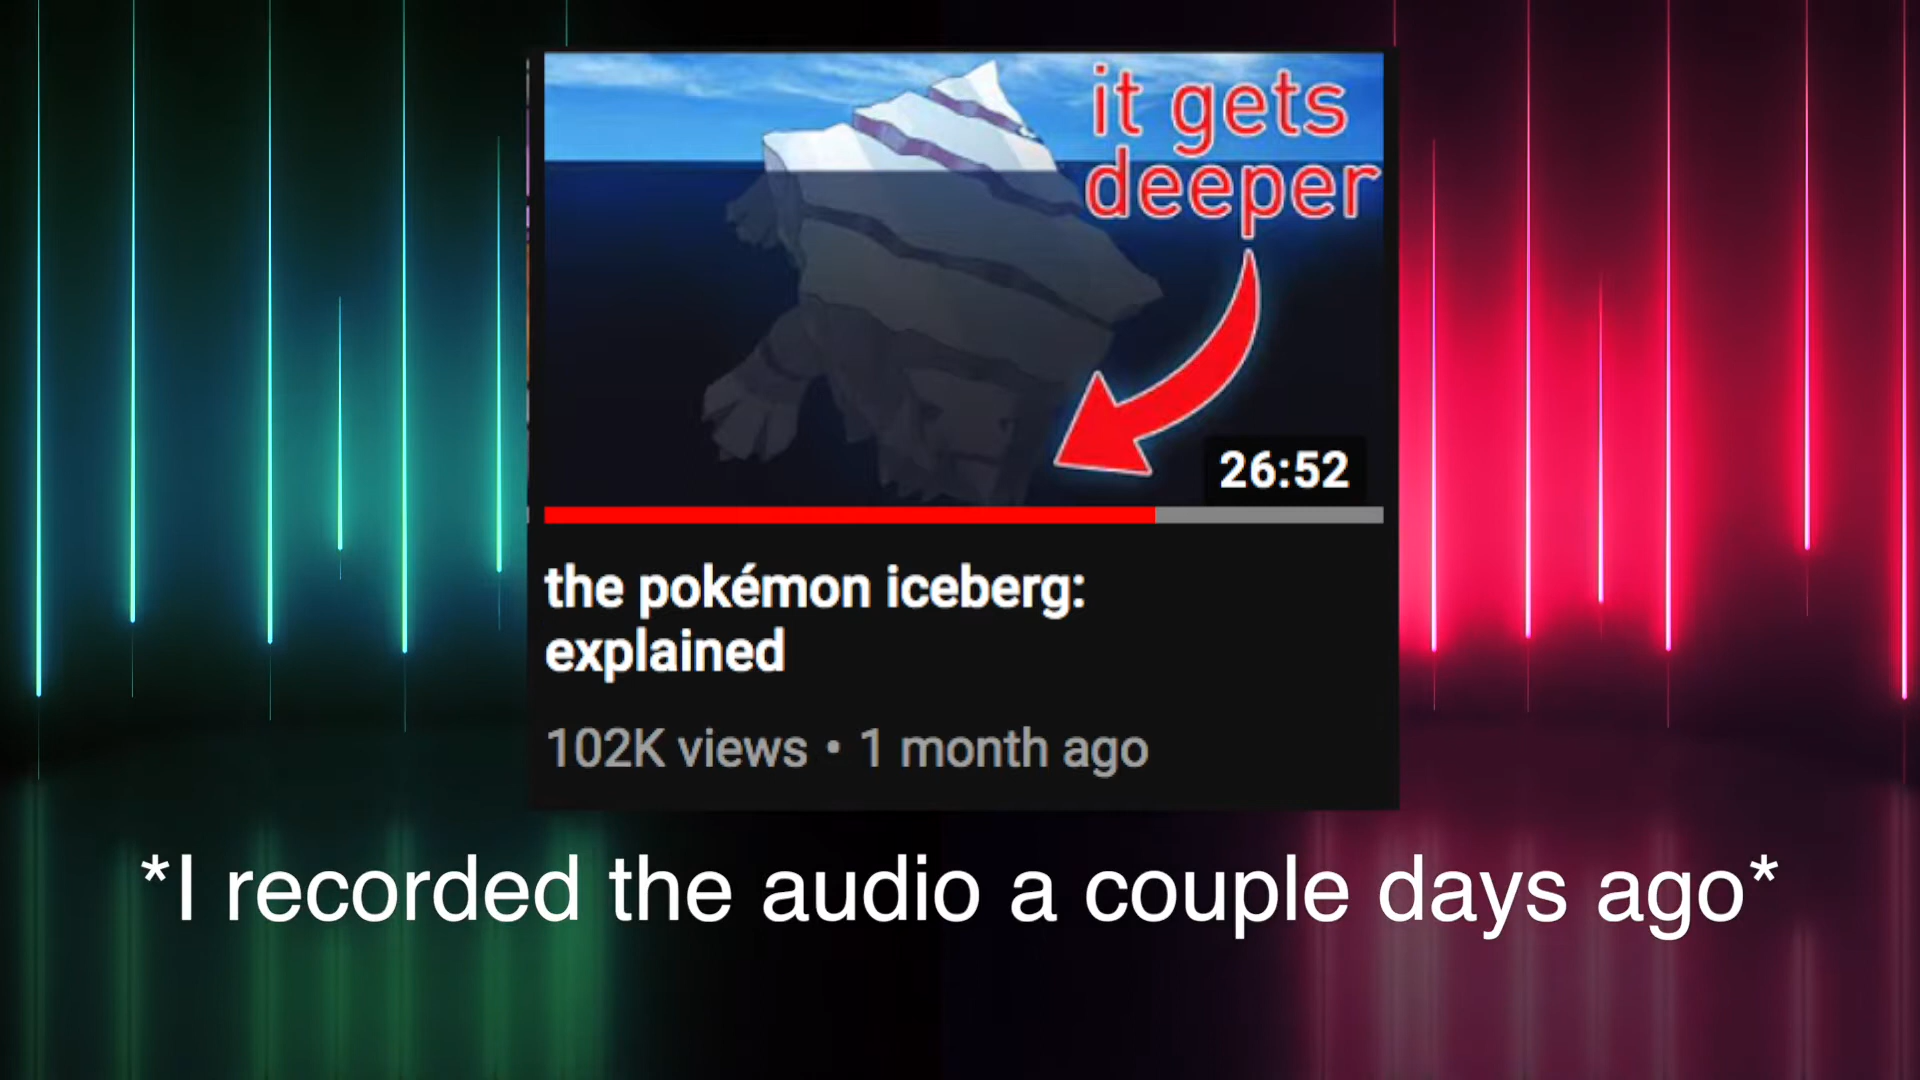 it gets
deeper
26:52
the pokémon iceberg:
explained
102K views • 1 month ago
*I recorded the audio a couple days ago*